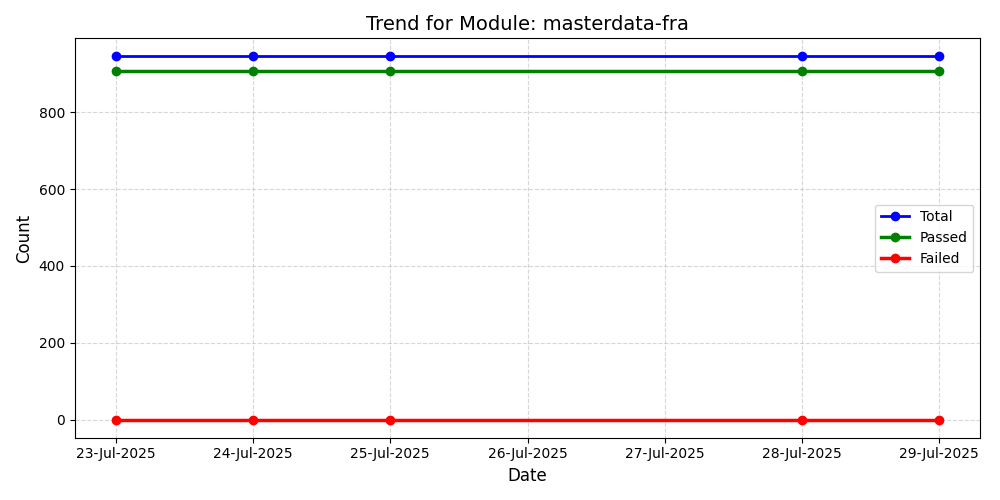 Trend for Module: masterdata-fra
800
600
400
200
0
Count
Total
Passed
Failed
23-Jul-2025 24-Jul-2025 25-Jul-2025 26-Jul-2025 27-Jul-2025 28-Jul-2025 29-Jul-2025
Date